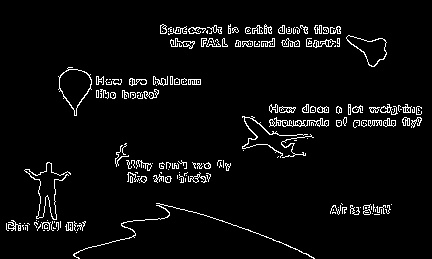 Spacecraft in orbit don't float
they FALL around the Earth!
How are balloons
like boats?
How does a jet weighing
thousands of pounds fly?
Why can't we fly
like the birds?
Air is
Can YOU fly?